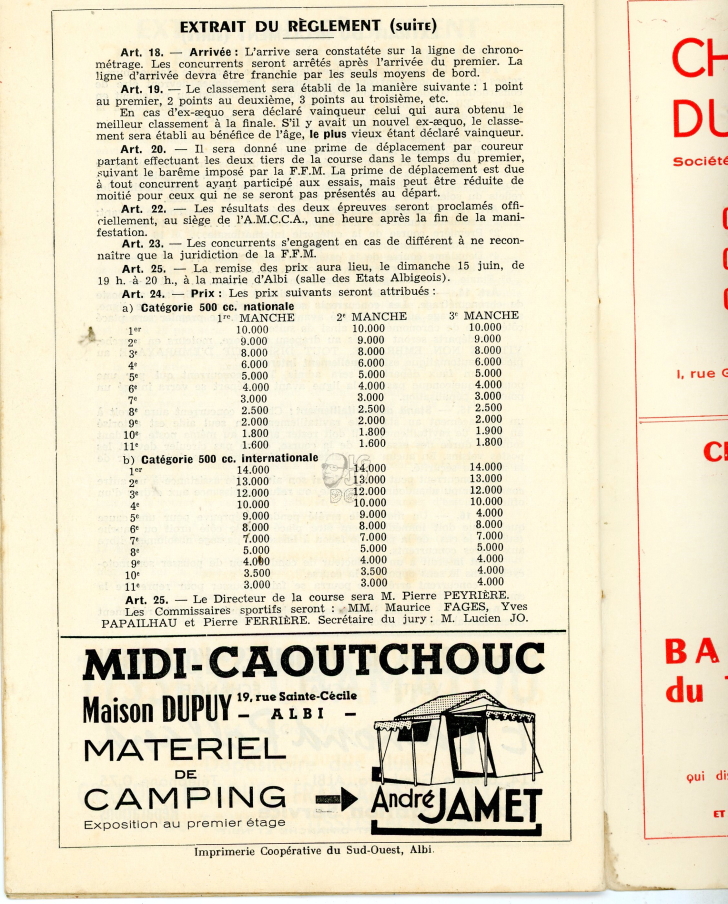 EXTRAIT DU RÈGLEMENT (suite)
Art. 18. — Arrivée : L'arrive sera constatéte sur la ligne de chrono-
métrage. Les concurrents seront arrêtés après l'arrivée du premier. La
ligne d'arrivée devra être franchie par les seuls moyens de bord.
Art. 19. — Le classement sera établi de la manière suivante : 1 point
au premier, 2 points au deuxième, 3 points au troisième, etc.
En cas d'ex-æquo sera déclaré vainqueur celui qui aura obtenu le
meilleur classement à la finale. S'il y avait un nouvel ex-æquo, le classe-
ment sera établi au bénéfice de l'âge, le plus vieux étant déclaré vainqueur.
Art. 20. — Il sera donné une prime de déplacement par coureur
partant effectuant les deux tiers de la course dans le temps du premier,
suivant le barême imposé par la F.F.M. La prime de déplacement est due
à tout concurrent ayant participé aux essais, mais peut être réduite de
moitié pour ceux qui ne se seront pas présentés au départ.
Art. 22. — Les résultats des deux épreuves seront proclamés offi-
ciellement, au siège de l'A.M.C.C.A., une heure après la fin de la mani-
festation.
Art. 23. — Les concurrents s'engagent en cas de différent à ne recon-
naître que la juridiction de la F.F.M.
Art. 25. — La remise des prix aura lieu, le dimanche 15 juin, de
19 h. à 20 h., à la mairie d'Albi (salle des Etats Albigeois).
Art. 24. — Prix : Les prix suivants seront attribués :
a) Catégorie 500 cc. nationale
1re MANCHE 2e MANCHE 3e MANCHE
1er 10.000 10.000 10.000
2e 9.000 9.000 9.000
3e 8.000 8.000 8.000
4e 6.000 6.000 6.000
5e 5.000 5.000 5.000
6e 4.000 4.000 4.000
7e 3.000 3.000 3.000
8e 2.500 2.500 2.500
9e 2.000 2.000 2.000
10e 1.800 1.800 1.900
11e 1.600 1.600 1.800
b) Catégorie 500 cc. internationale
1er 14.000 14.000 14.000
2e 13.000 13.000 13.000
3e 12.000 12.000 12.000
4e 10.000 10.000 10.000
5e 9.000 9.000 4.000
6e 8.000 8.000 8.000
7e 7.000 7.000 7.000
8e 5.000 5.000 5.000
9e 4.000 4.000 4.000
10e 3.500 3.500 4.000
11e 3.000 3.000 4.000
Art. 25. — Le Directeur de la course sera M. Pierre PEYRIÈRE.
Les Commissaires sportifs seront : MM. Maurice FAGES, Yves
PAPAILHAU et Pierre FERRIÈRE. Secrétaire du jury : M. Lucien JO.
MIDI-CAOUTCHOUC
Maison DUPUY 19, rue Sainte-Cécile
– ALBI –
MATERIEL
DE
CAMPING
Exposition au premier étage
André JAMET
Imprimerie Coopérative du Sud-Ouest, Albi.
CH
DU
Société
1, rue G
BA
du
qui di
ET